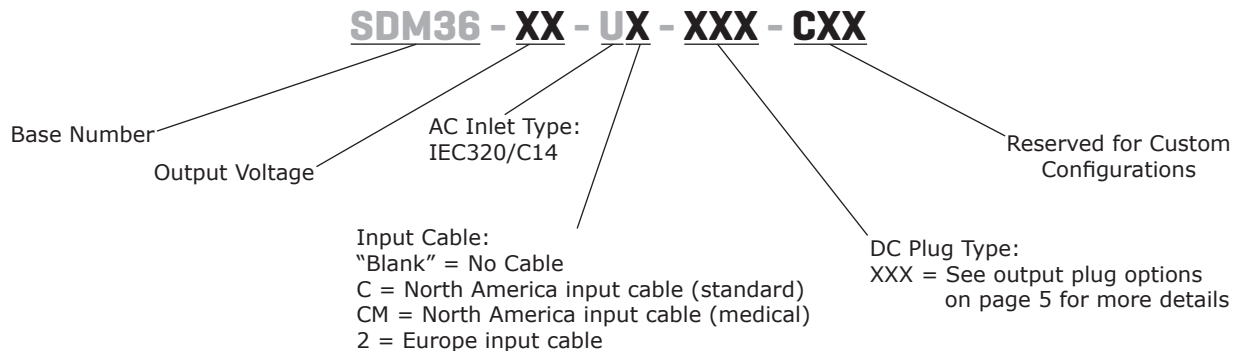 SDM36 - XX - UX - XXX - CXX
Base Number
Output Voltage
AC Inlet Type:
IEC320/C14
Input Cable:
“Blank” = No Cable
C = North America input cable (standard)
CM = North America input cable (medical)
2 = Europe input cable
DC Plug Type:
XXX = See output plug options
on page 5 for more details
Reserved for Custom
Configurations